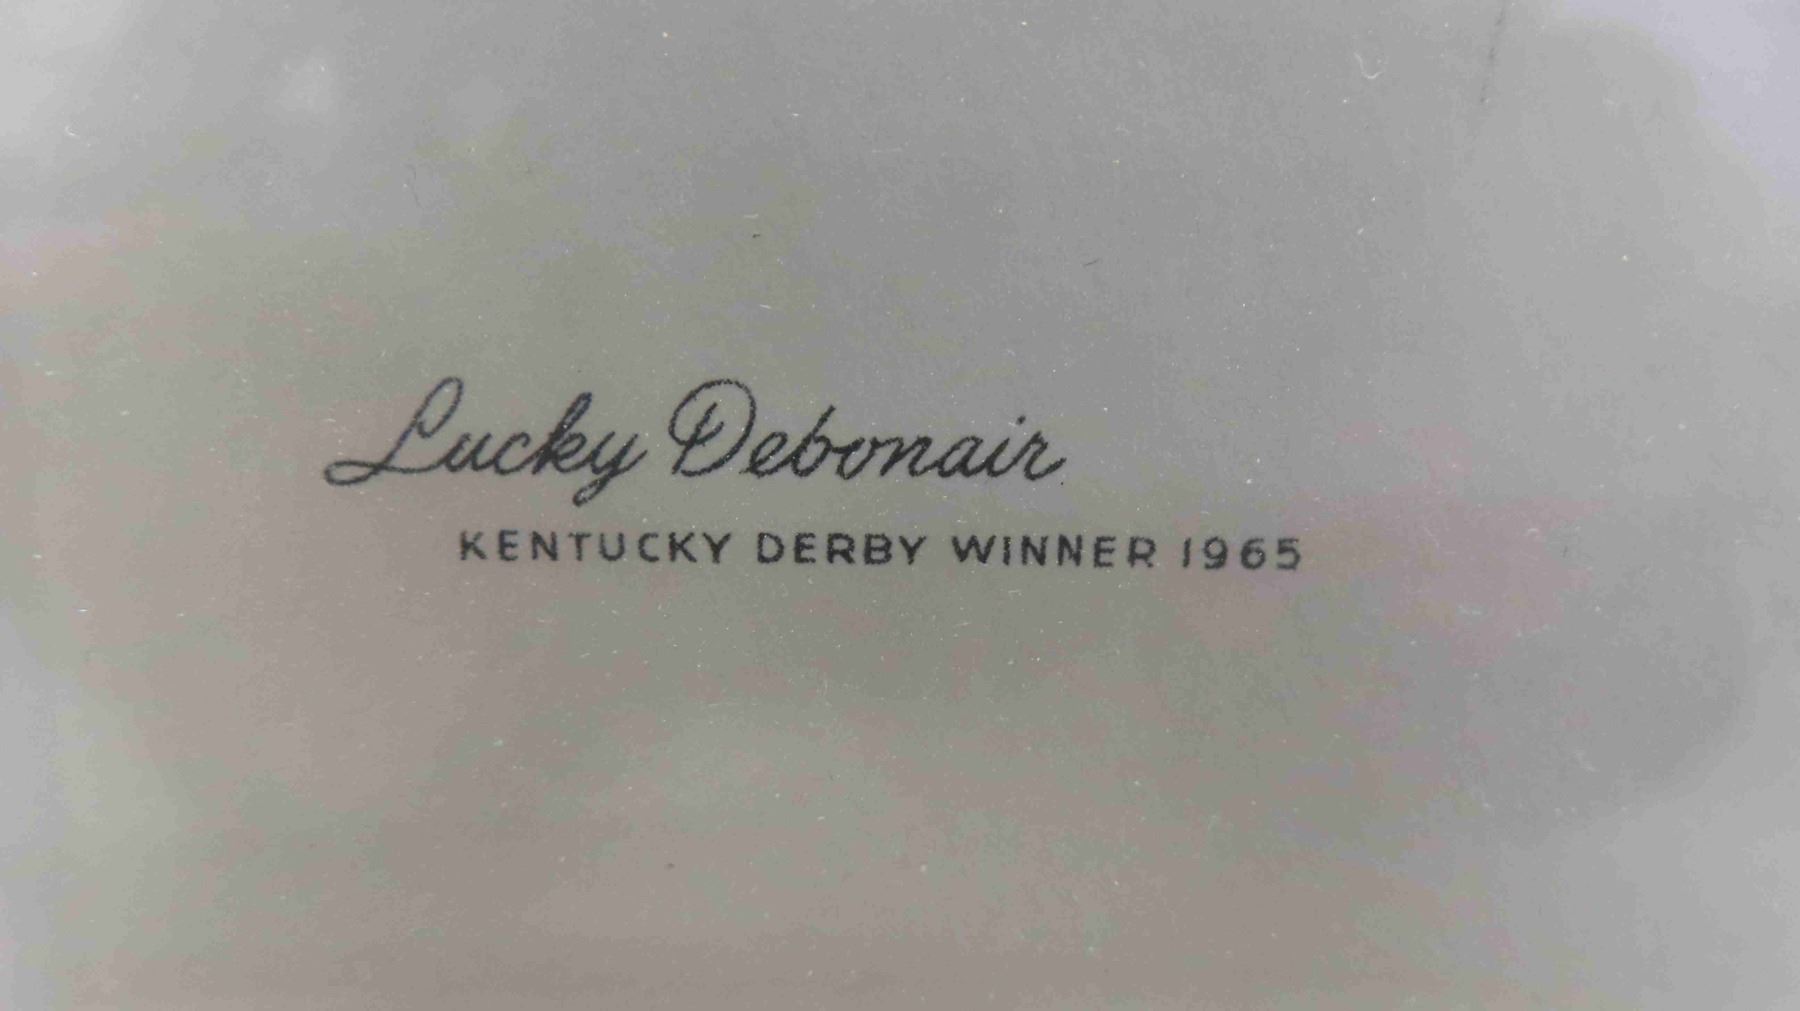 Lucky Debonair
KENTUCKY DERBY WINNER 1965